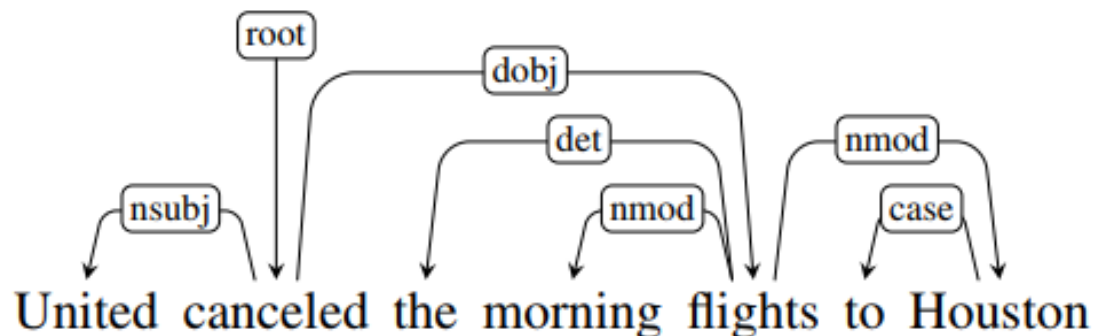 root
dobj
det nmod
nsubj nmod case
United canceled the morning flights to Houston